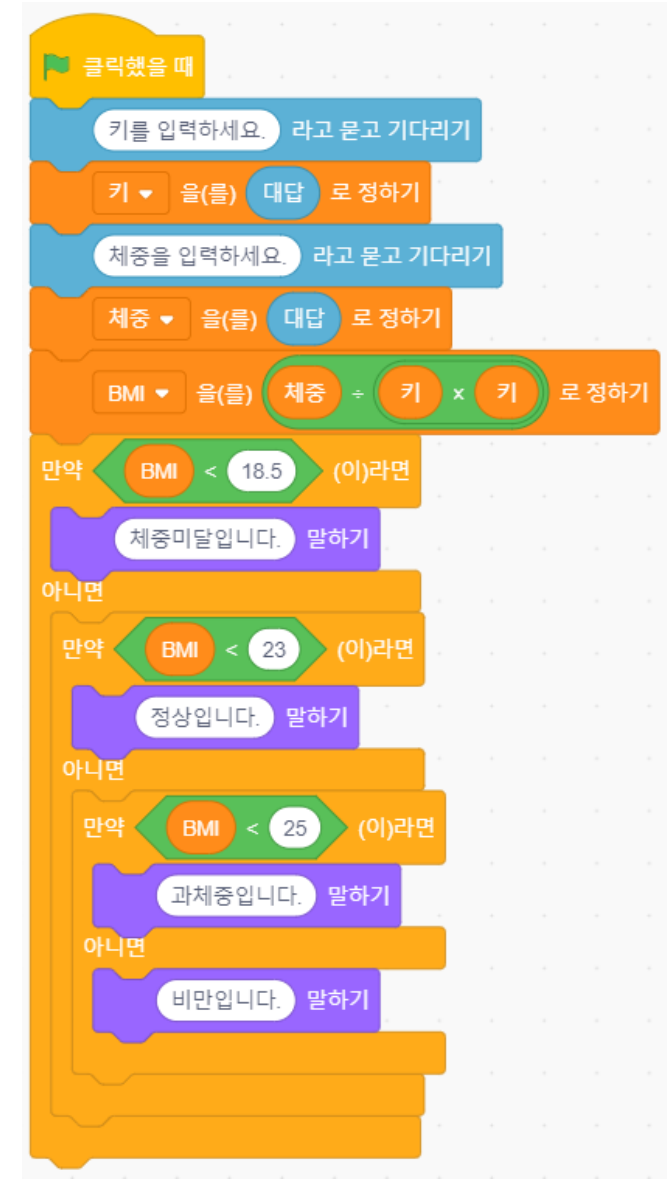 클릭했을 때
키를 입력하세요. 라고 묻고 기다리기
키 을(를) 대답 로 정하기
체중을 입력하세요. 라고 묻고 기다리기
체중 을(를) 대답 로 정하기
BMI 을(를) 체중 ÷ 키 x 키 로 정하기
만약 BMI < 18.5 (이)라면
체중미달입니다. 말하기
아니면
만약 BMI < 23 (이)라면
정상입니다. 말하기
아니면
만약 BMI < 25 (이)라면
과체중입니다. 말하기
아니면
비만입니다. 말하기